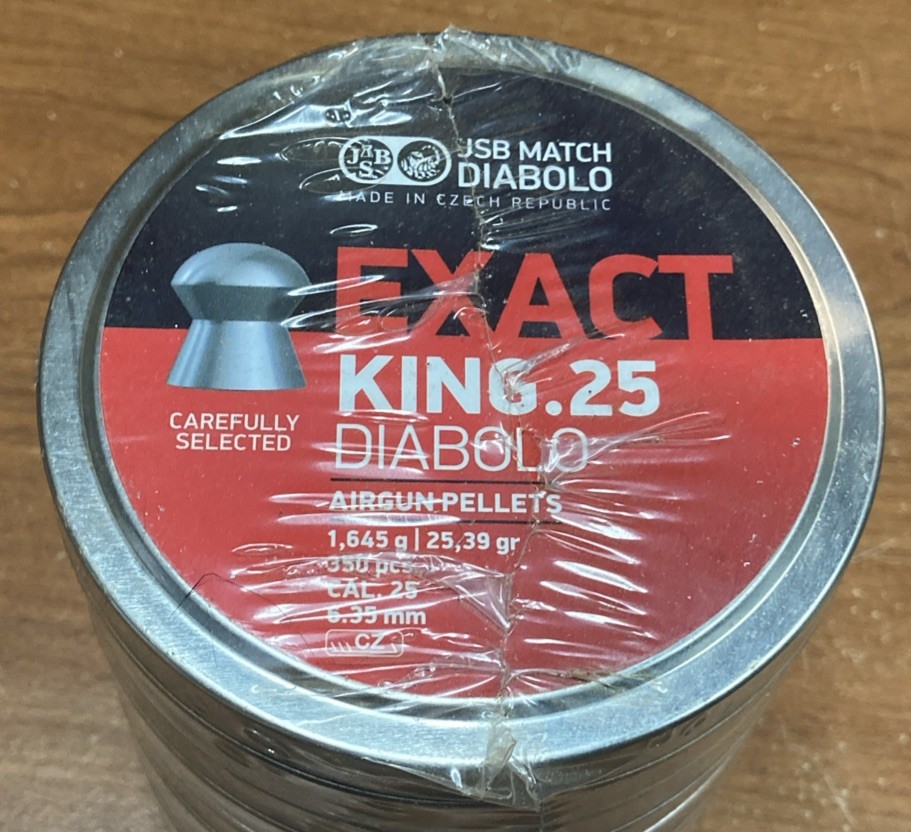 JSB
JSB MATCH
DIABOLO
MADE IN CZECH REPUBLIC
EXACT
KING.25
DIABOLO
CAREFULLY
SELECTED
AIRGUN PELLETS
1,645 g | 25,39 gr
350 pcs
CAL. 25
6.35 mm
CZ